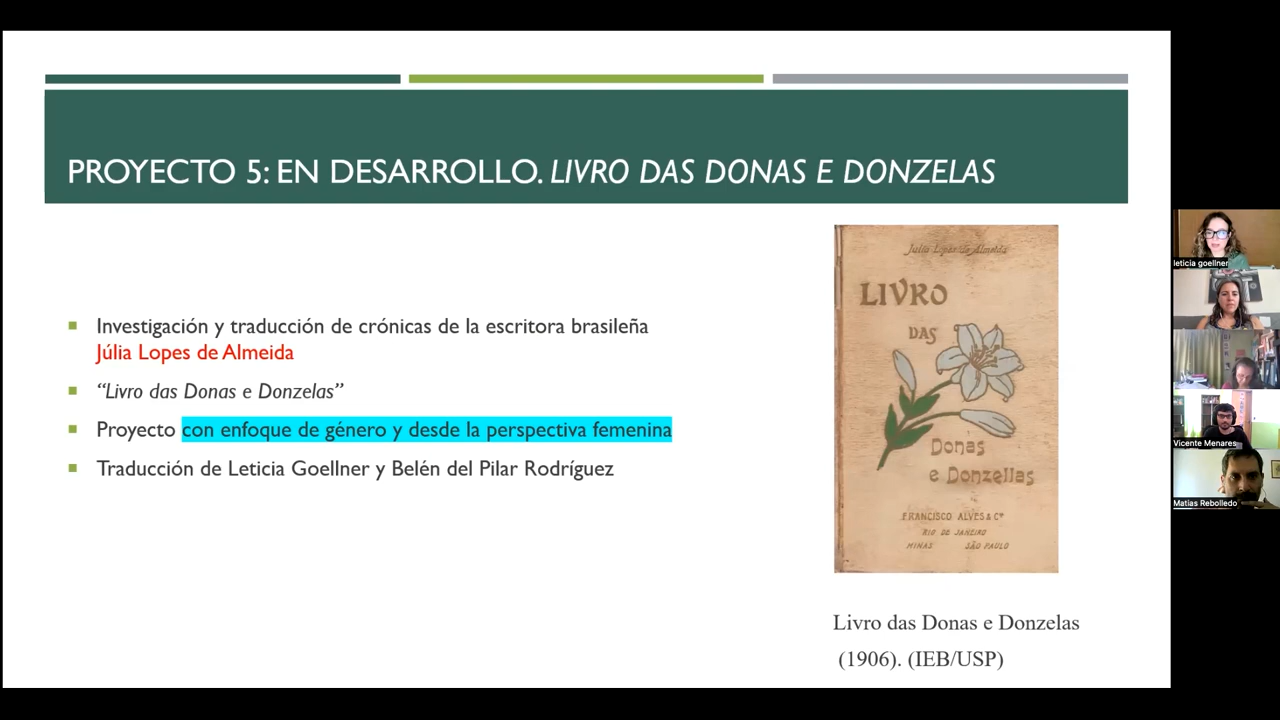 PROYECTO 5: EN DESARROLLO. LIVRO DAS DONAS E DONZELAS
Investigación y traducción de crónicas de la escritora brasileña
Júlia Lopes de Almeida
“Livro das Donas e Donzelas”
Proyecto con enfoque de género y desde la perspectiva femenina
Traducción de Leticia Goellner y Belén del Pilar Rodríguez
Júlia Lopes de Almeida
LIVRO
DAS
Donas
e Donzellas
FRANCISCO ALVES & Cª
RIO DE JANEIRO
MINAS SÃO PAULO
Livro das Donas e Donzelas
(1906). (IEB/USP)
leticia goellner
Vicente Menares
Matias Rebolledo